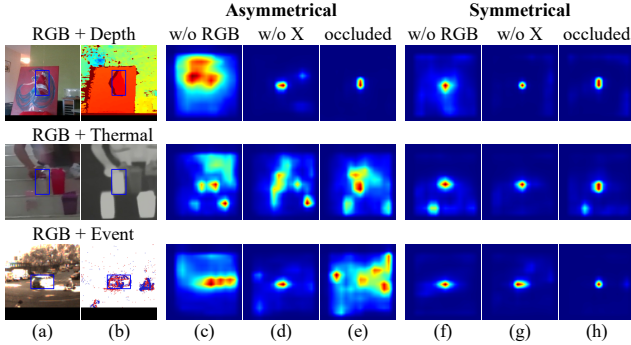 Asymmetrical Symmetrical
RGB + Depth w/o RGB w/o X occluded w/o RGB w/o X occluded
RGB + Thermal
RGB + Event
(a) (b) (c) (d) (e) (f) (g) (h)